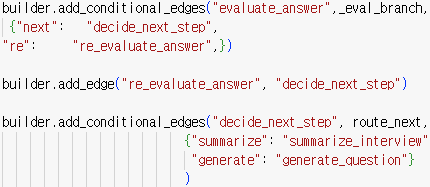 builder.add_conditional_edges("evaluate_answer",_eval_branch,
{"next":   "decide_next_step",
"re":     "re_evaluate_answer",})
builder.add_edge("re_evaluate_answer", "decide_next_step")
builder.add_conditional_edges("decide_next_step", route_next,
{"summarize": "summarize_interview"
"generate": "generate_question"}
)